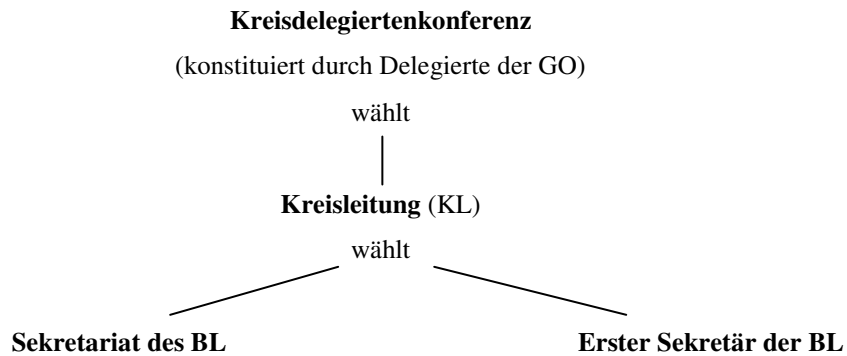 Kreisdelegiertenkonferenz
(konstituiert durch Delegierte der GO)
wählt
Kreisleitung (KL)
wählt
Sekretariat des BL Erster Sekretär der BL